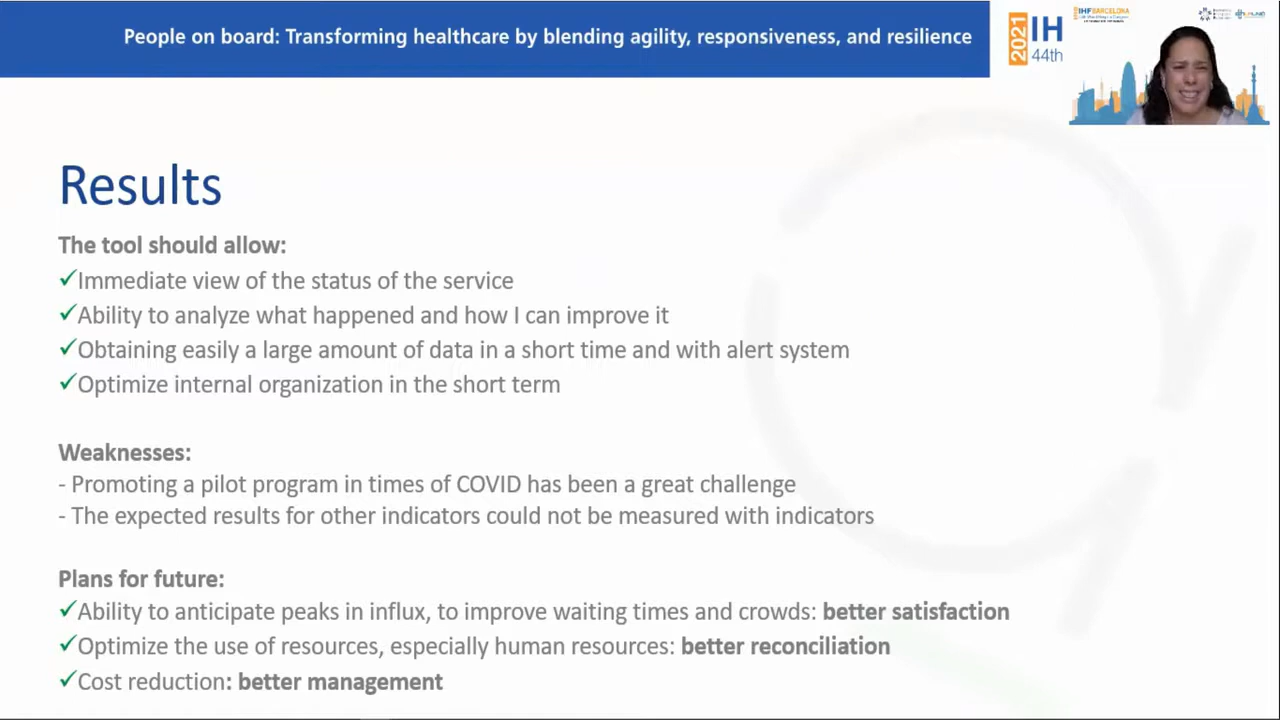 People on board: Transforming healthcare by blending agility, responsiveness, and resilience
2021
IH
44th
IHF BARCELONA
Results
The tool should allow:
✓Immediate view of the status of the service
✓Ability to analyze what happened and how I can improve it
✓Obtaining easily a large amount of data in a short time and with alert system
✓Optimize internal organization in the short term
Weaknesses:
- Promoting a pilot program in times of COVID has been a great challenge
- The expected results for other indicators could not be measured with indicators
Plans for future:
✓Ability to anticipate peaks in influx, to improve waiting times and crowds: better satisfaction
✓Optimize the use of resources, especially human resources: better reconciliation
✓Cost reduction: better management